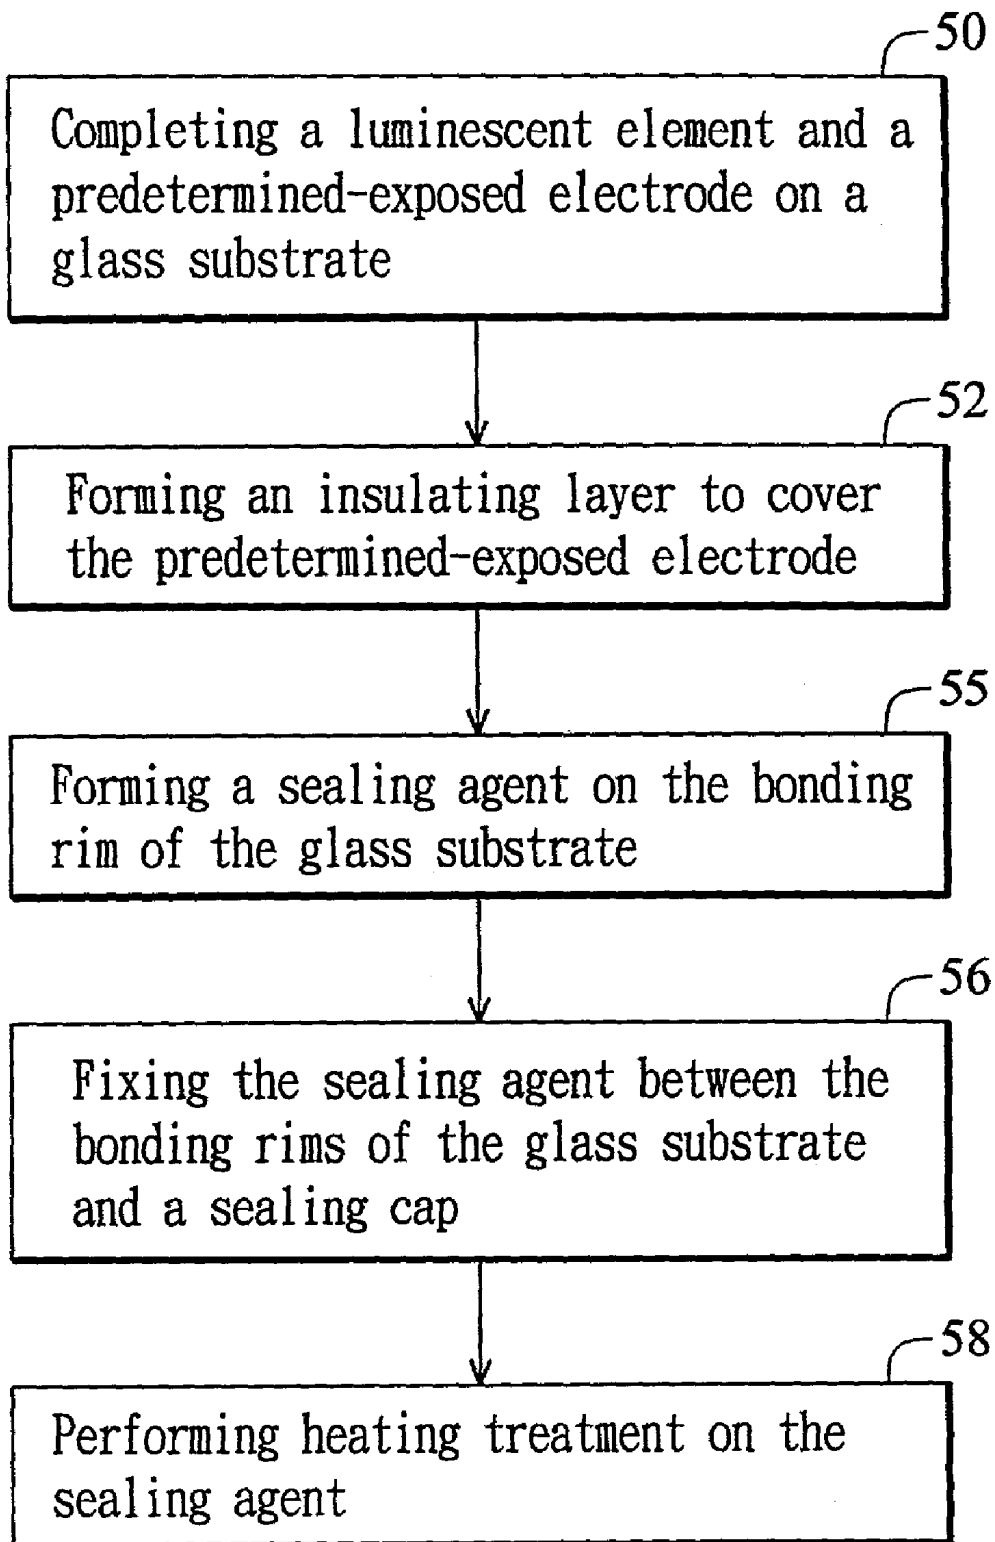 50
Completing a luminescent element and a
predetermined-exposed electrode on a
glass substrate
52
Forming an insulating layer to cover
the predetermined-exposed electrode
55
Forming a sealing agent on the bonding
rim of the glass substrate
56
Fixing the sealing agent between the
bonding rims of the glass substrate
and a sealing cap
58
Performing heating treatment on the
sealing agent